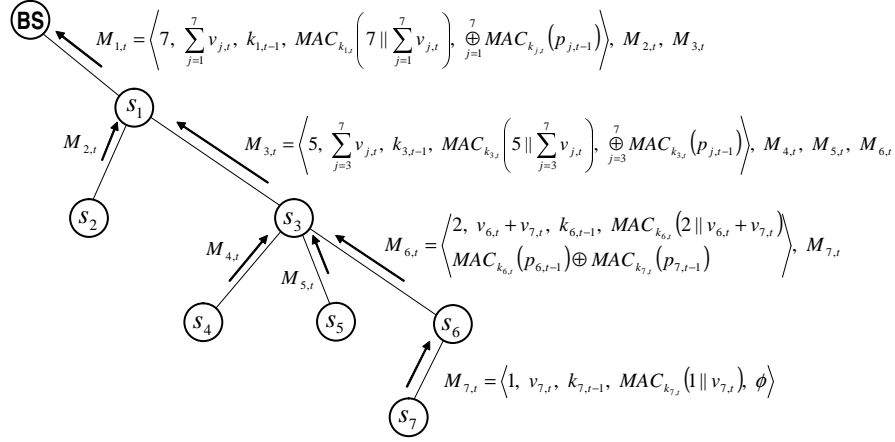 BS
M_{1,t} = ⟨7, ∑_{j=1}^{7} v_{j,t}, k_{1,t-1}, MAC_{k_{1,t}}(7 || ∑_{j=1}^{7} v_{j,t}), ⊕_{j=1}^{7} MAC_{k_{j,t}}(p_{j,t-1})⟩, M_{2,t}, M_{3,t}
s_1
M_{2,t}
M_{3,t} = ⟨5, ∑_{j=3}^{7} v_{j,t}, k_{3,t-1}, MAC_{k_{3,t}}(5 || ∑_{j=3}^{7} v_{j,t}), ⊕_{j=3}^{7} MAC_{k_{3,t}}(p_{j,t-1})⟩, M_{4,t}, M_{5,t}, M_{6,t}
s_2
s_3
M_{4,t}
M_{5,t}
M_{6,t} = ⟨2, v_{6,t} + v_{7,t}, k_{6,t-1}, MAC_{k_{6,t}}(2 || v_{6,t} + v_{7,t})
MAC_{k_{6,t}}(p_{6,t-1}) ⊕ MAC_{k_{7,t}}(p_{7,t-1})⟩, M_{7,t}
s_4
s_5
s_6
M_{7,t} = ⟨1, v_{7,t}, k_{7,t-1}, MAC_{k_{7,t}}(1 || v_{7,t}), ϕ⟩
s_7